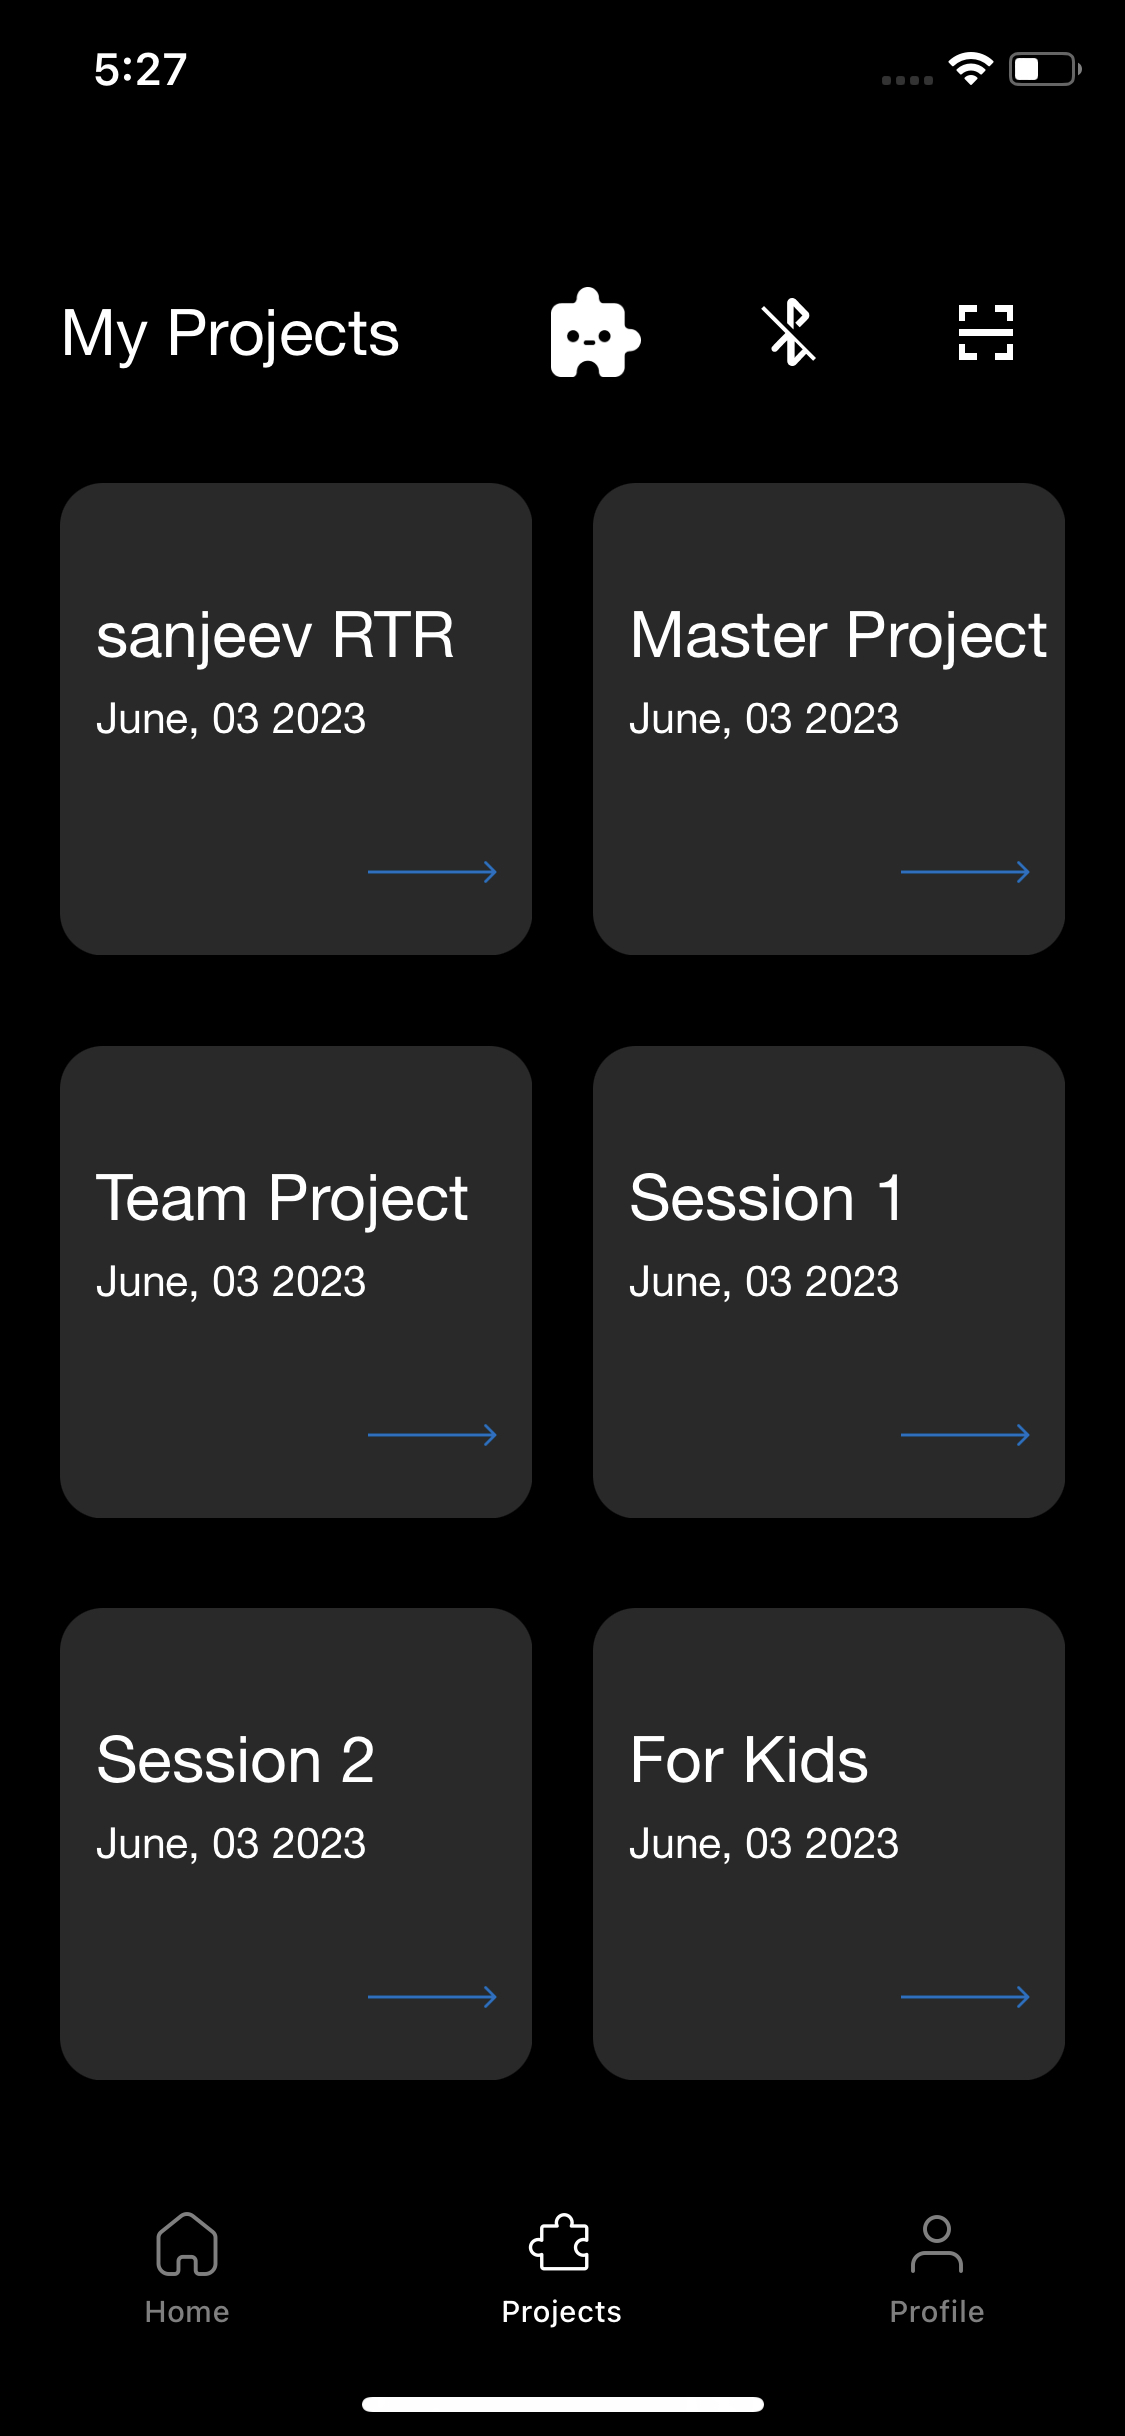 5:27
My Projects
sanjeev RTR
June, 03 2023
Master Project
June, 03 2023
Team Project
June, 03 2023
Session 1
June, 03 2023
Session 2
June, 03 2023
For Kids
June, 03 2023
Home
Projects
Profile